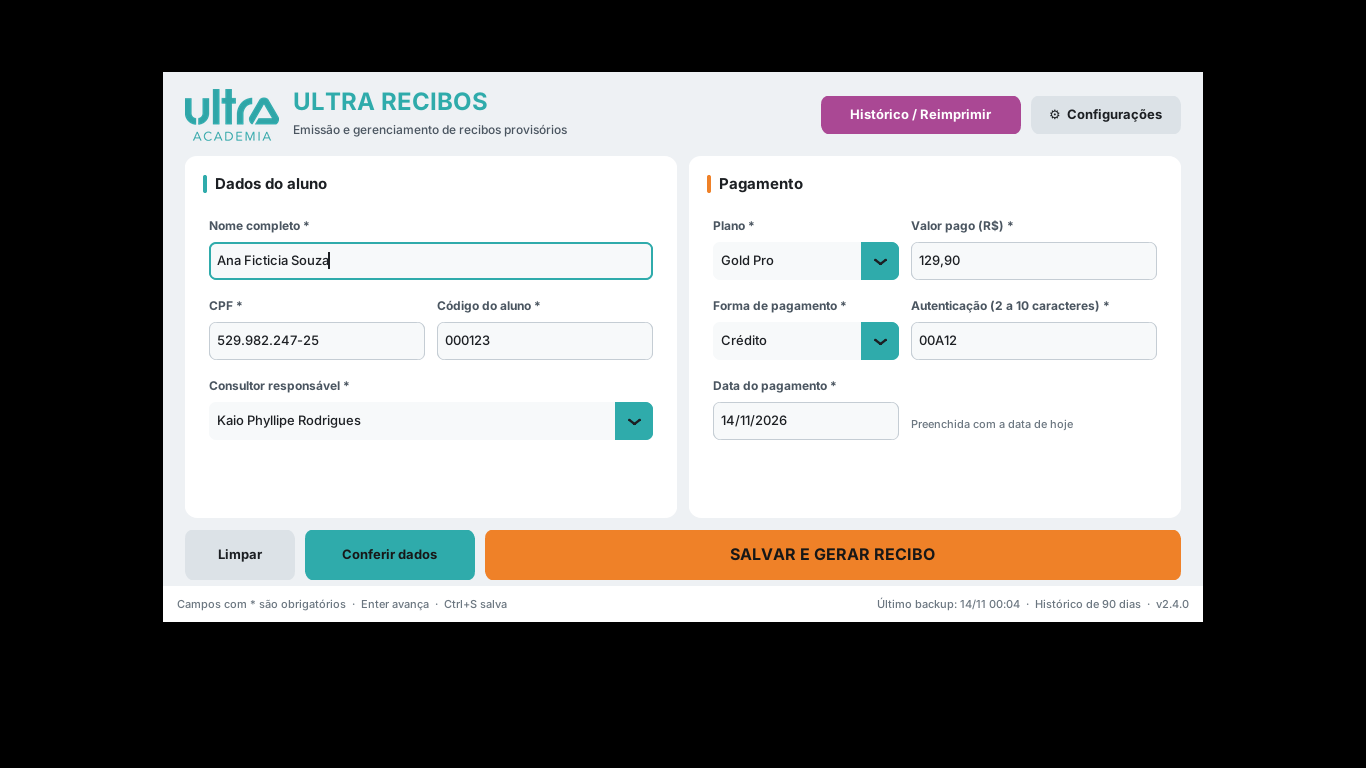 ultra
ACADEMIA
ULTRA RECIBOS
Emissão e gerenciamento de recibos provisórios
Histórico / Reimprimir
⚙ Configurações
Dados do aluno
Nome completo *
Ana Ficticia Souza
CPF *
Código do aluno *
529.982.247-25
000123
Consultor responsável *
Kaio Phyllipe Rodrigues
Pagamento
Plano *
Valor pago (R$) *
Gold Pro
129,90
Forma de pagamento *
Autenticação (2 a 10 caracteres) *
Crédito
00A12
Data do pagamento *
14/11/2026
Preenchida com a data de hoje
Limpar
Conferir dados
SALVAR E GERAR RECIBO
Campos com * são obrigatórios · Enter avança · Ctrl+S salva
Último backup: 14/11 00:04 · Histórico de 90 dias · v2.4.0